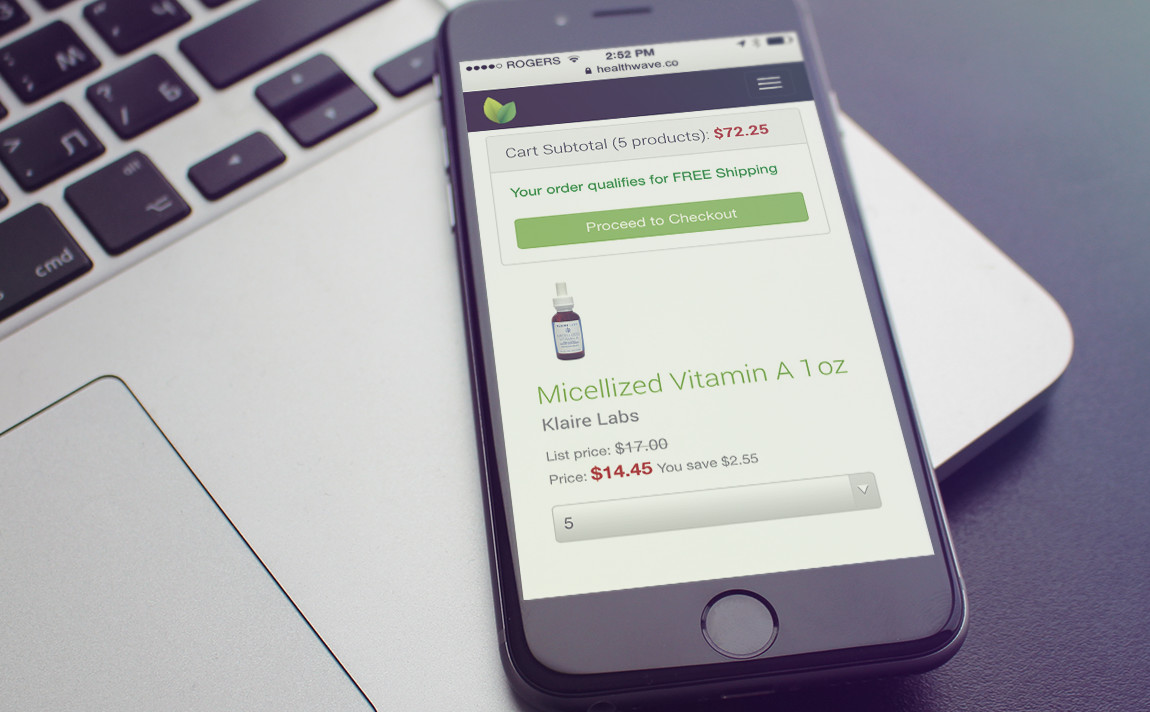 ROGERS 2:52 PM
healthwave.co
Cart Subtotal (5 products): $72.25
Your order qualifies for FREE Shipping
Proceed to Checkout
Micellized Vitamin A 1 oz
Klaire Labs
List price: $17.00
Price: $14.45 You save $2.55
5
Э
Ж
;
М
Ч
?
,
Б
>
.
Л
alt
cmd